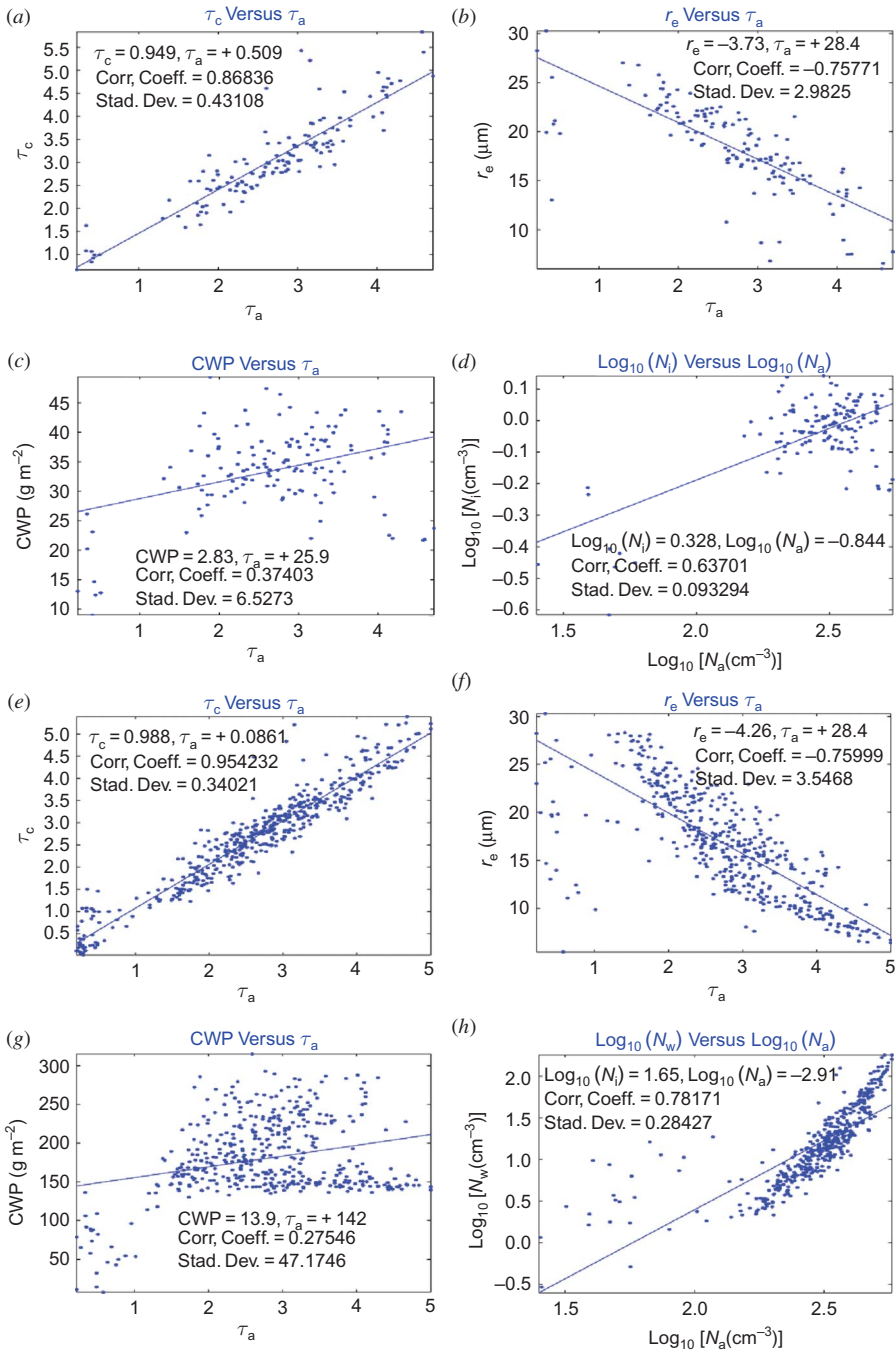 (a)
τc Versus τa
τc = 0.949, τa = + 0.509
Corr, Coeff. = 0.86836
Stad. Dev. = 0.43108
5.5
5.0
4.5
4.0
3.5
3.0
2.5
2.0
1.5
1.0
τc
1 2 3 4
τa
(b)
re Versus τa
re = −3.73, τa = + 28.4
Corr, Coeff. = −0.75771
Stad. Dev. = 2.9825
30
25
20
15
10
re (μm)
1 2 3 4
τa
(c)
CWP Versus τa
45
40
35
30
25
20
15
10
CWP (g m−2)
CWP = 2.83, τa = + 25.9
Corr, Coeff. = 0.37403
Stad. Dev. = 6.5273
1 2 3 4
τa
(d)
Log10 (Ni) Versus Log10 (Na)
0.1
0.0
−0.1
−0.2
−0.3
−0.4
−0.5
−0.6
Log10 [Ni(cm−3)]
Log10 (Ni) = 0.328, Log10 (Na) = −0.844
Corr, Coeff. = 0.63701
Stad. Dev. = 0.093294
1.5 2.0 2.5
Log10 [Na(cm−3)]
(e)
τc Versus τa
τc = 0.988, τa = + 0.0861
Corr, Coeff. = 0.954232
Stad. Dev. = 0.34021
5.0
4.5
4.0
3.5
3.0
2.5
2.0
1.5
1.0
0.5
τc
1 2 3 4 5
τa
(f)
re Versus τa
re = −4.26, τa = + 28.4
Corr, Coeff. = −0.75999
Stad. Dev. = 3.5468
30
25
20
15
10
re (μm)
1 2 3 4 5
τa
(g)
CWP Versus τa
300
250
200
150
100
50
CWP (g m−2)
CWP = 13.9, τa = + 142
Corr, Coeff. = 0.27546
Stad. Dev. = 47.1746
1 2 3 4 5
τa
(h)
Log10 (Nw) Versus Log10 (Na)
Log10 (Ni) = 1.65, Log10 (Na) = −2.91
Corr, Coeff. = 0.78171
Stad. Dev. = 0.28427
2.0
1.5
1.0
0.5
0.0
−0.5
Log10 [Nw(cm−3)]
1.5 2.0 2.5
Log10 [Na(cm−3)]